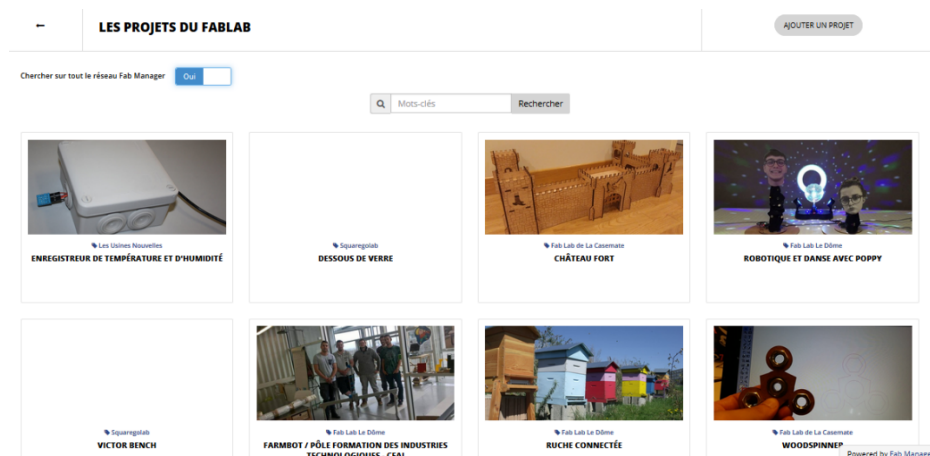 LES PROJETS DU FABLAB
AJOUTER UN PROJET
Chercher sur tout le réseau Fab Manager
Oui
Mots-clés
Rechercher
Les Usines Nouvelles
ENREGISTREUR DE TEMPÉRATURE ET D'HUMIDITÉ
Squaregolab
DESSOUS DE VERRE
Fab Lab de La Casemate
CHÂTEAU FORT
Fab Lab Le Dôme
ROBOTIQUE ET DANSE AVEC POPPY
Squaregolab
VICTOR BENCH
Fab Lab Le Dôme
FARMBOT / PÔLE FORMATION DES INDUSTRIES
TECHNOLOGIQUES -
Fab Lab Le Dôme
RUCHE CONNECTÉE
Fab Lab de La Casemate
WOODSPINNER
Powered by Fab Manager